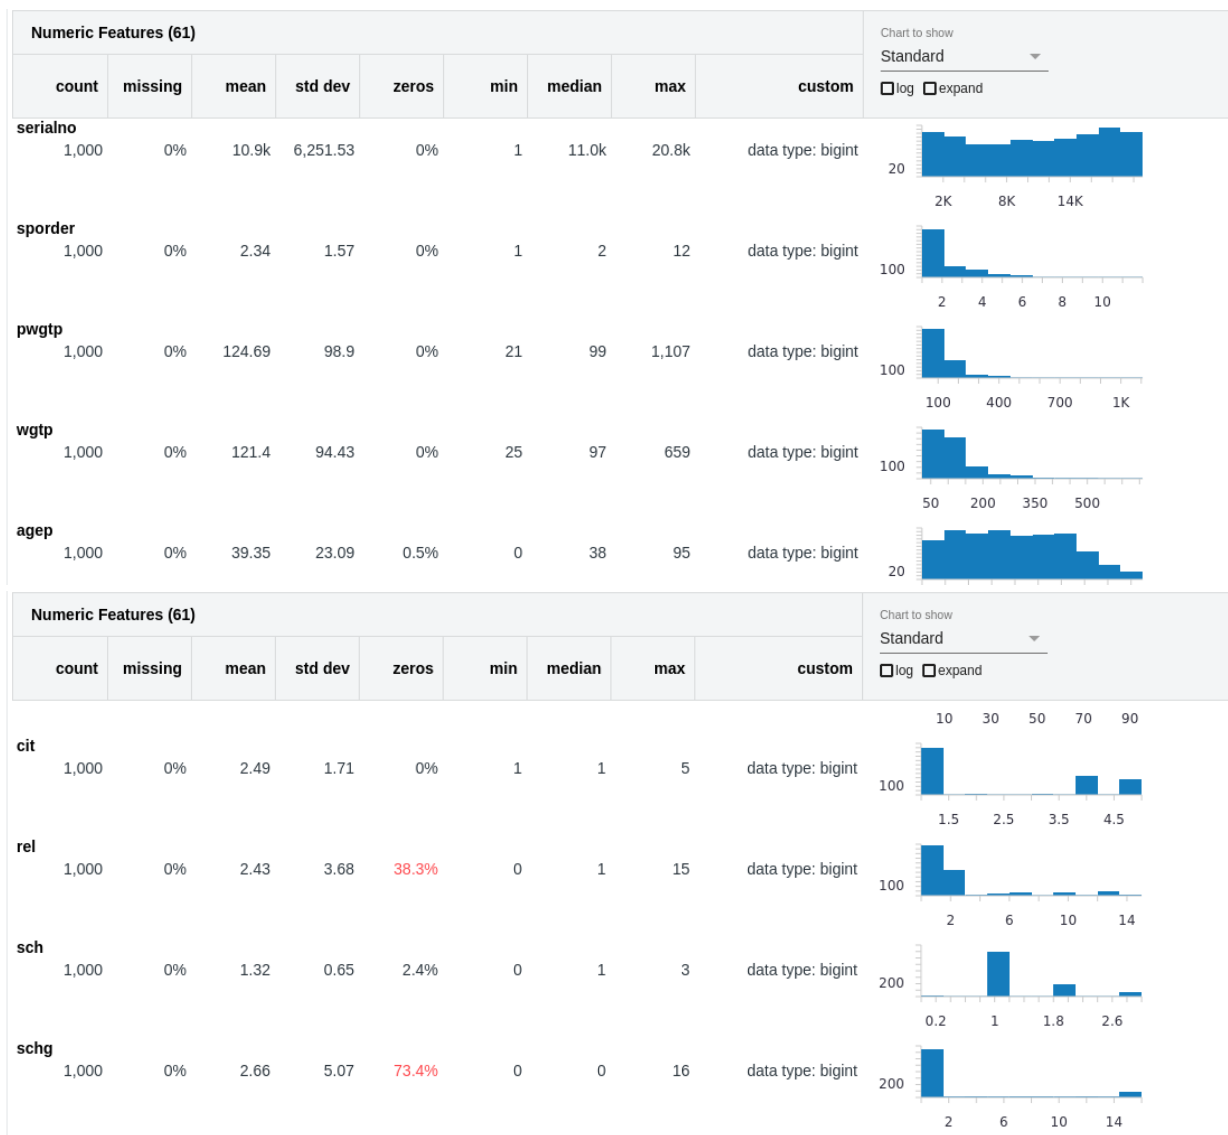 Numeric Features (61)
Chart to show
Standard
log expand
count missing mean std dev zeros min median max custom
serialno
1,000 0% 10.9k 6,251.53 0% 1 11.0k 20.8k data type: bigint
20
2K 8K 14K
sporder
1,000 0% 2.34 1.57 0% 1 2 12 data type: bigint
100
2 4 6 8 10
pwgtp
1,000 0% 124.69 98.9 0% 21 99 1,107 data type: bigint
100
100 400 700 1K
wgtp
1,000 0% 121.4 94.43 0% 25 97 659 data type: bigint
100
50 200 350 500
agep
1,000 0% 39.35 23.09 0.5% 0 38 95 data type: bigint
20
Numeric Features (61)
Chart to show
Standard
log expand
count missing mean std dev zeros min median max custom
10 30 50 70 90
cit
1,000 0% 2.49 1.71 0% 1 1 5 data type: bigint
100
1.5 2.5 3.5 4.5
rel
1,000 0% 2.43 3.68 38.3% 0 1 15 data type: bigint
100
2 6 10 14
sch
1,000 0% 1.32 0.65 2.4% 0 1 3 data type: bigint
200
0.2 1 1.8 2.6
schg
1,000 0% 2.66 5.07 73.4% 0 0 16 data type: bigint
200
2 6 10 14